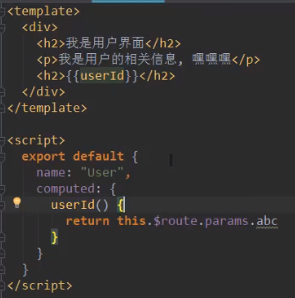 <template>
  <div>
    <h2>我是用户界面</h2>
    <p>我是用户的相关信息, 嘿嘿嘿</p>
    <h2>{{userId}}</h2>
  </div>
</template>

<script>
  export default {
    name: "User",
    computed: {
      userId() {
        return this.$route.params.abc
      }
    }
  }
</script>